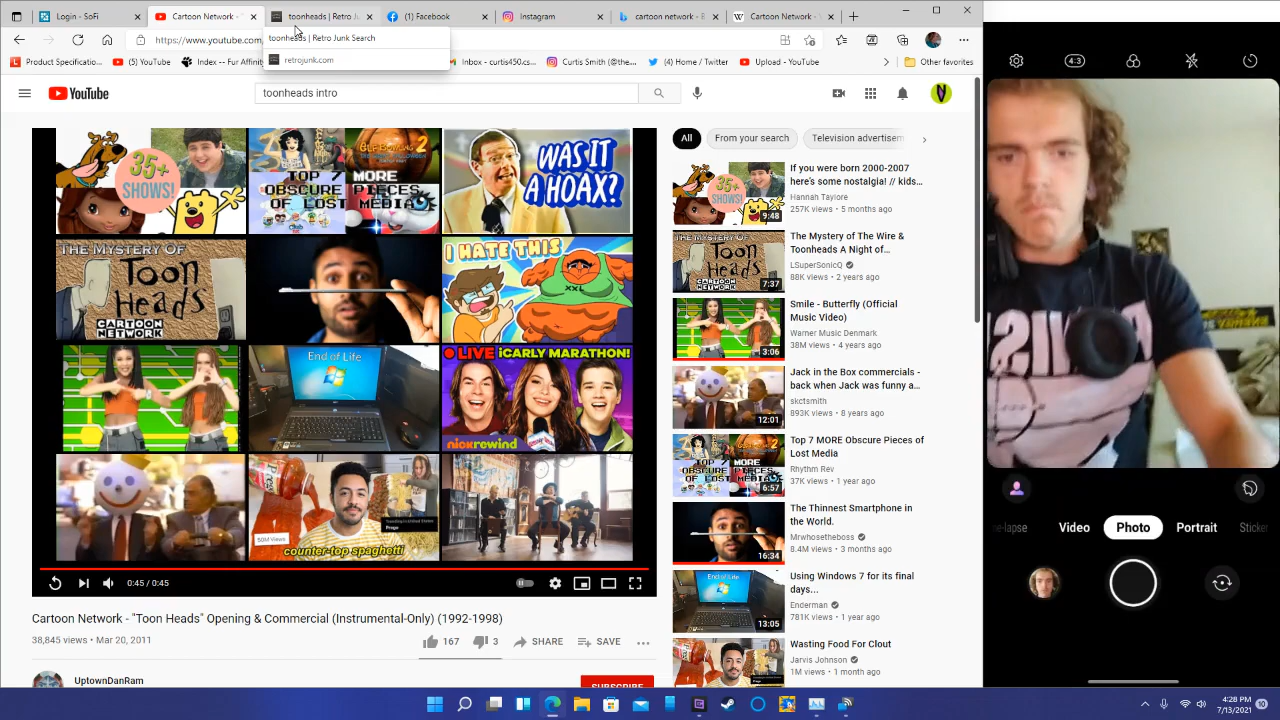 Login - SoFi
Cartoon Network - "
toonheads | Retro Ju
(1) Facebook
Instagram
cartoon network - B
Cartoon Network - V
toonheads | Retro Junk Search
retrojunk.com
https://www.youtube.com
Product Specificatio...
(5) YouTube
Index - Fur Affinity
Inbox - curtis450.cs...
Curtis Smith (@the...
(4) Home / Twitter
Upload - YouTube
Other favorites
YouTube
toonheads intro
35+
SHOWS!
TOP 7
OBSCURE
OF LOST
MORE
PIECES
MEDIA
WAS IT
A HOAX?
THE MYSTERY OF
Toon
Heads
CARTOON
NETWORK
I HATE THIS
XXL
End of Life
LIVE iCARLY MARATHON!
nickrewind
50M Views
counter-top spaghetti
0:45 / 0:45
Cartoon Network - "Toon Heads" Opening & Commercial (Instrumental-Only) (1992-1998)
38,845 views • Mar 20, 2011
167
3
SHARE
SAVE
UptownDanRam
SUBSCRIBE
All
From your search
Television advertisem
If you were born 2000-2007
here's some nostalgia! // kids...
Hannah Taylore
257K views • 5 months ago
9:48
The Mystery of The Wire &
Toonheads A Night of...
LSuperSonicQ
88K views • 2 years ago
7:37
Smile - Butterfly (Official
Music Video)
Warner Music Denmark
38M views • 4 years ago
3:06
Jack in the Box commercials -
back when Jack was funny a...
skctsmith
893K views • 8 years ago
12:01
Top 7 MORE Obscure Pieces of
Lost Media
Rhythm Rev
37K views • 1 year ago
6:57
The Thinnest Smartphone in
the World...
Mrwhosetheboss
8.4M views • 3 months ago
16:34
Using Windows 7 for its final
days...
Enderman
781K views • 1 year ago
13:05
Wasting Food For Clout
Jarvis Johnson
1M views • 1 month ago
4:3
e-lapse
Video
Photo
Portrait
Sticker
4:28 PM
7/13/2021
10